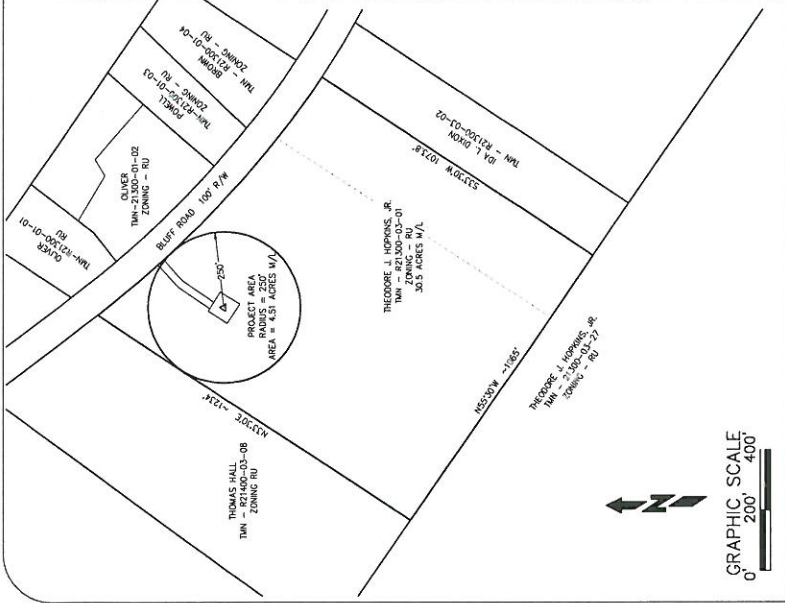 BROWN
TMN - R21300-01-04
ZONING - RU
POWELL
TMN-R21300-01-03
ZONING - RU
OLIVER
TMN-21300-01-02
ZONING - RU
OLIVER
TMN-R21300-01-01
RU
BLUFF ROAD 100' R/W
250'
PROJECT AREA
RADIUS = 250'
AREA = 4.51 ACRES M/L
IDA L. DIXON
TMN - R21300-03-02
S33°30'W 1073.8'
THEODORE J. HOPKINS, JR.
TMN - R21300-03-01
ZONING - RU
30.5 ACRES M/L
N33°30'E ~1234'
THOMAS HALL
TMN - R21400-03-08
ZONING RU
N55°30'W ~1065'
THEODORE J. HOPKINS, JR.
TMN - 21300-03-27
ZONING - RU
N
GRAPHIC SCALE
0' 200' 400'